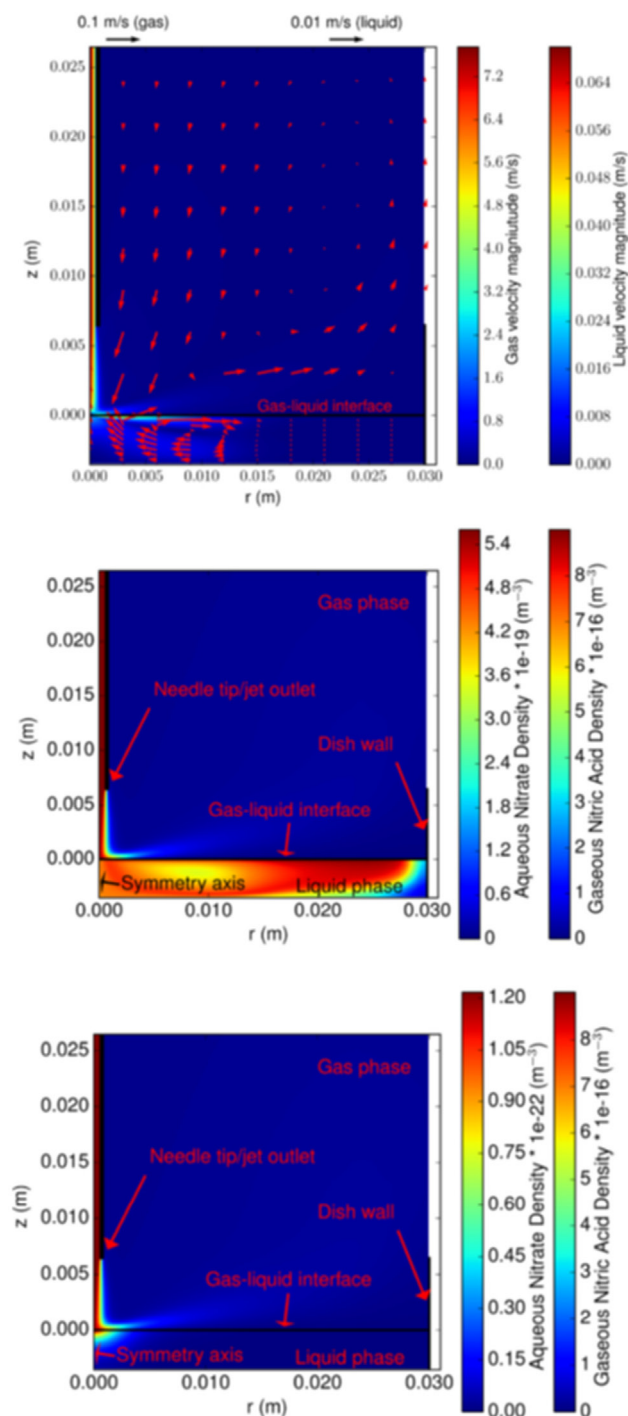 0.1 m/s (gas)
0.01 m/s (liquid)
0.025
0.020
0.015
0.010
0.005
0.000
z (m)
Gas-liquid interface
0.000 0.005 0.010 0.015 0.020 0.025 0.030
r (m)
7.2
6.4
5.6
4.8
4.0
3.2
2.4
1.6
0.8
0.0
Gas velocity magniutude (m/s)
0.064
0.056
0.048
0.040
0.032
0.024
0.016
0.008
0.000
Liquid velocity magnitude (m/s)
0.025
0.020
0.015
0.010
0.005
0.000
z (m)
Gas phase
Needle tip/jet outlet
Dish wall
Gas-liquid interface
Symmetry axis
Liquid phase
0.000 0.010 0.020 0.030
r (m)
5.4
4.8
4.2
3.6
3.0
2.4
1.8
1.2
0.6
0
Aqueous Nitrate Density * 1e-19 (m⁻³)
8
7
6
5
4
3
2
1
0
Gaseous Nitric Acid Density * 1e-16 (m⁻³)
0.025
0.020
0.015
0.010
0.005
0.000
z (m)
Gas phase
Needle tip/jet outlet
Dish wall
Gas-liquid interface
Symmetry axis
Liquid phase
0.000 0.010 0.020 0.030
r (m)
1.20
1.05
0.90
0.75
0.60
0.45
0.30
0.15
0.00
Aqueous Nitrate Density * 1e-22 (m⁻³)
8
7
6
5
4
3
2
1
0
Gaseous Nitric Acid Density * 1e-16 (m⁻³)